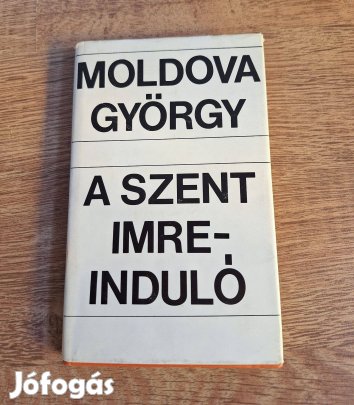 MOLDOVA
GYÖRGY
A SZENT
IMRE-
INDULÓ
Jófogás